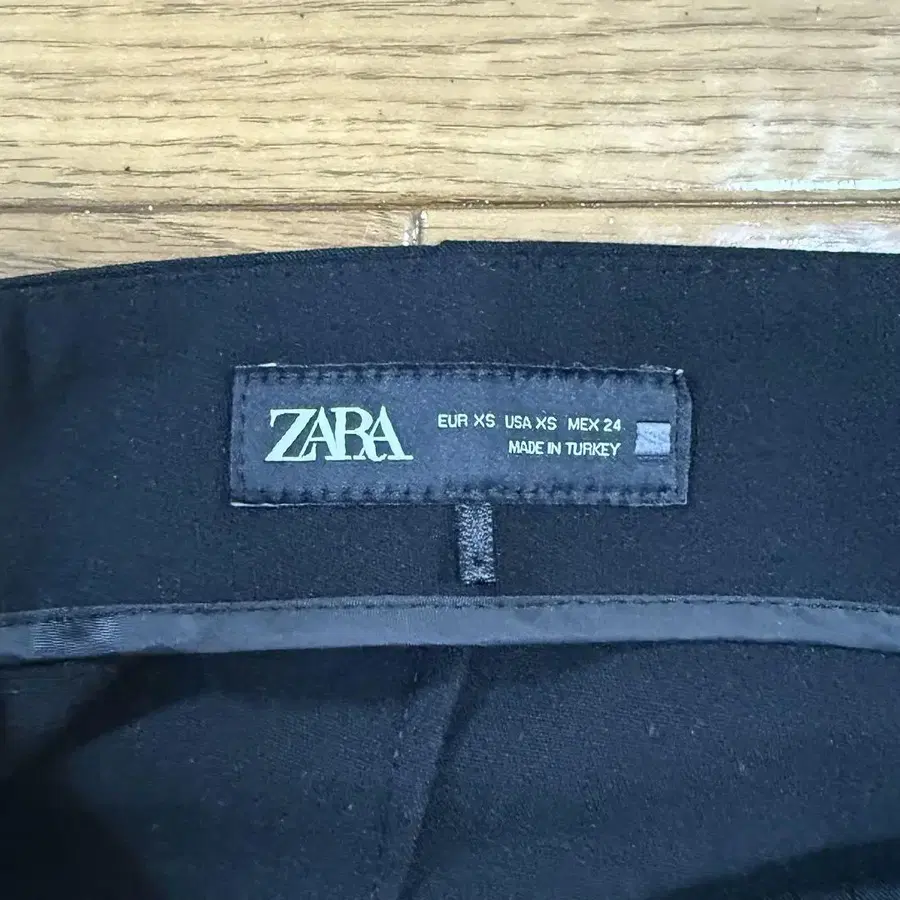 ZARA
EUR XS USA XS MEX 24
MADE IN TURKEY